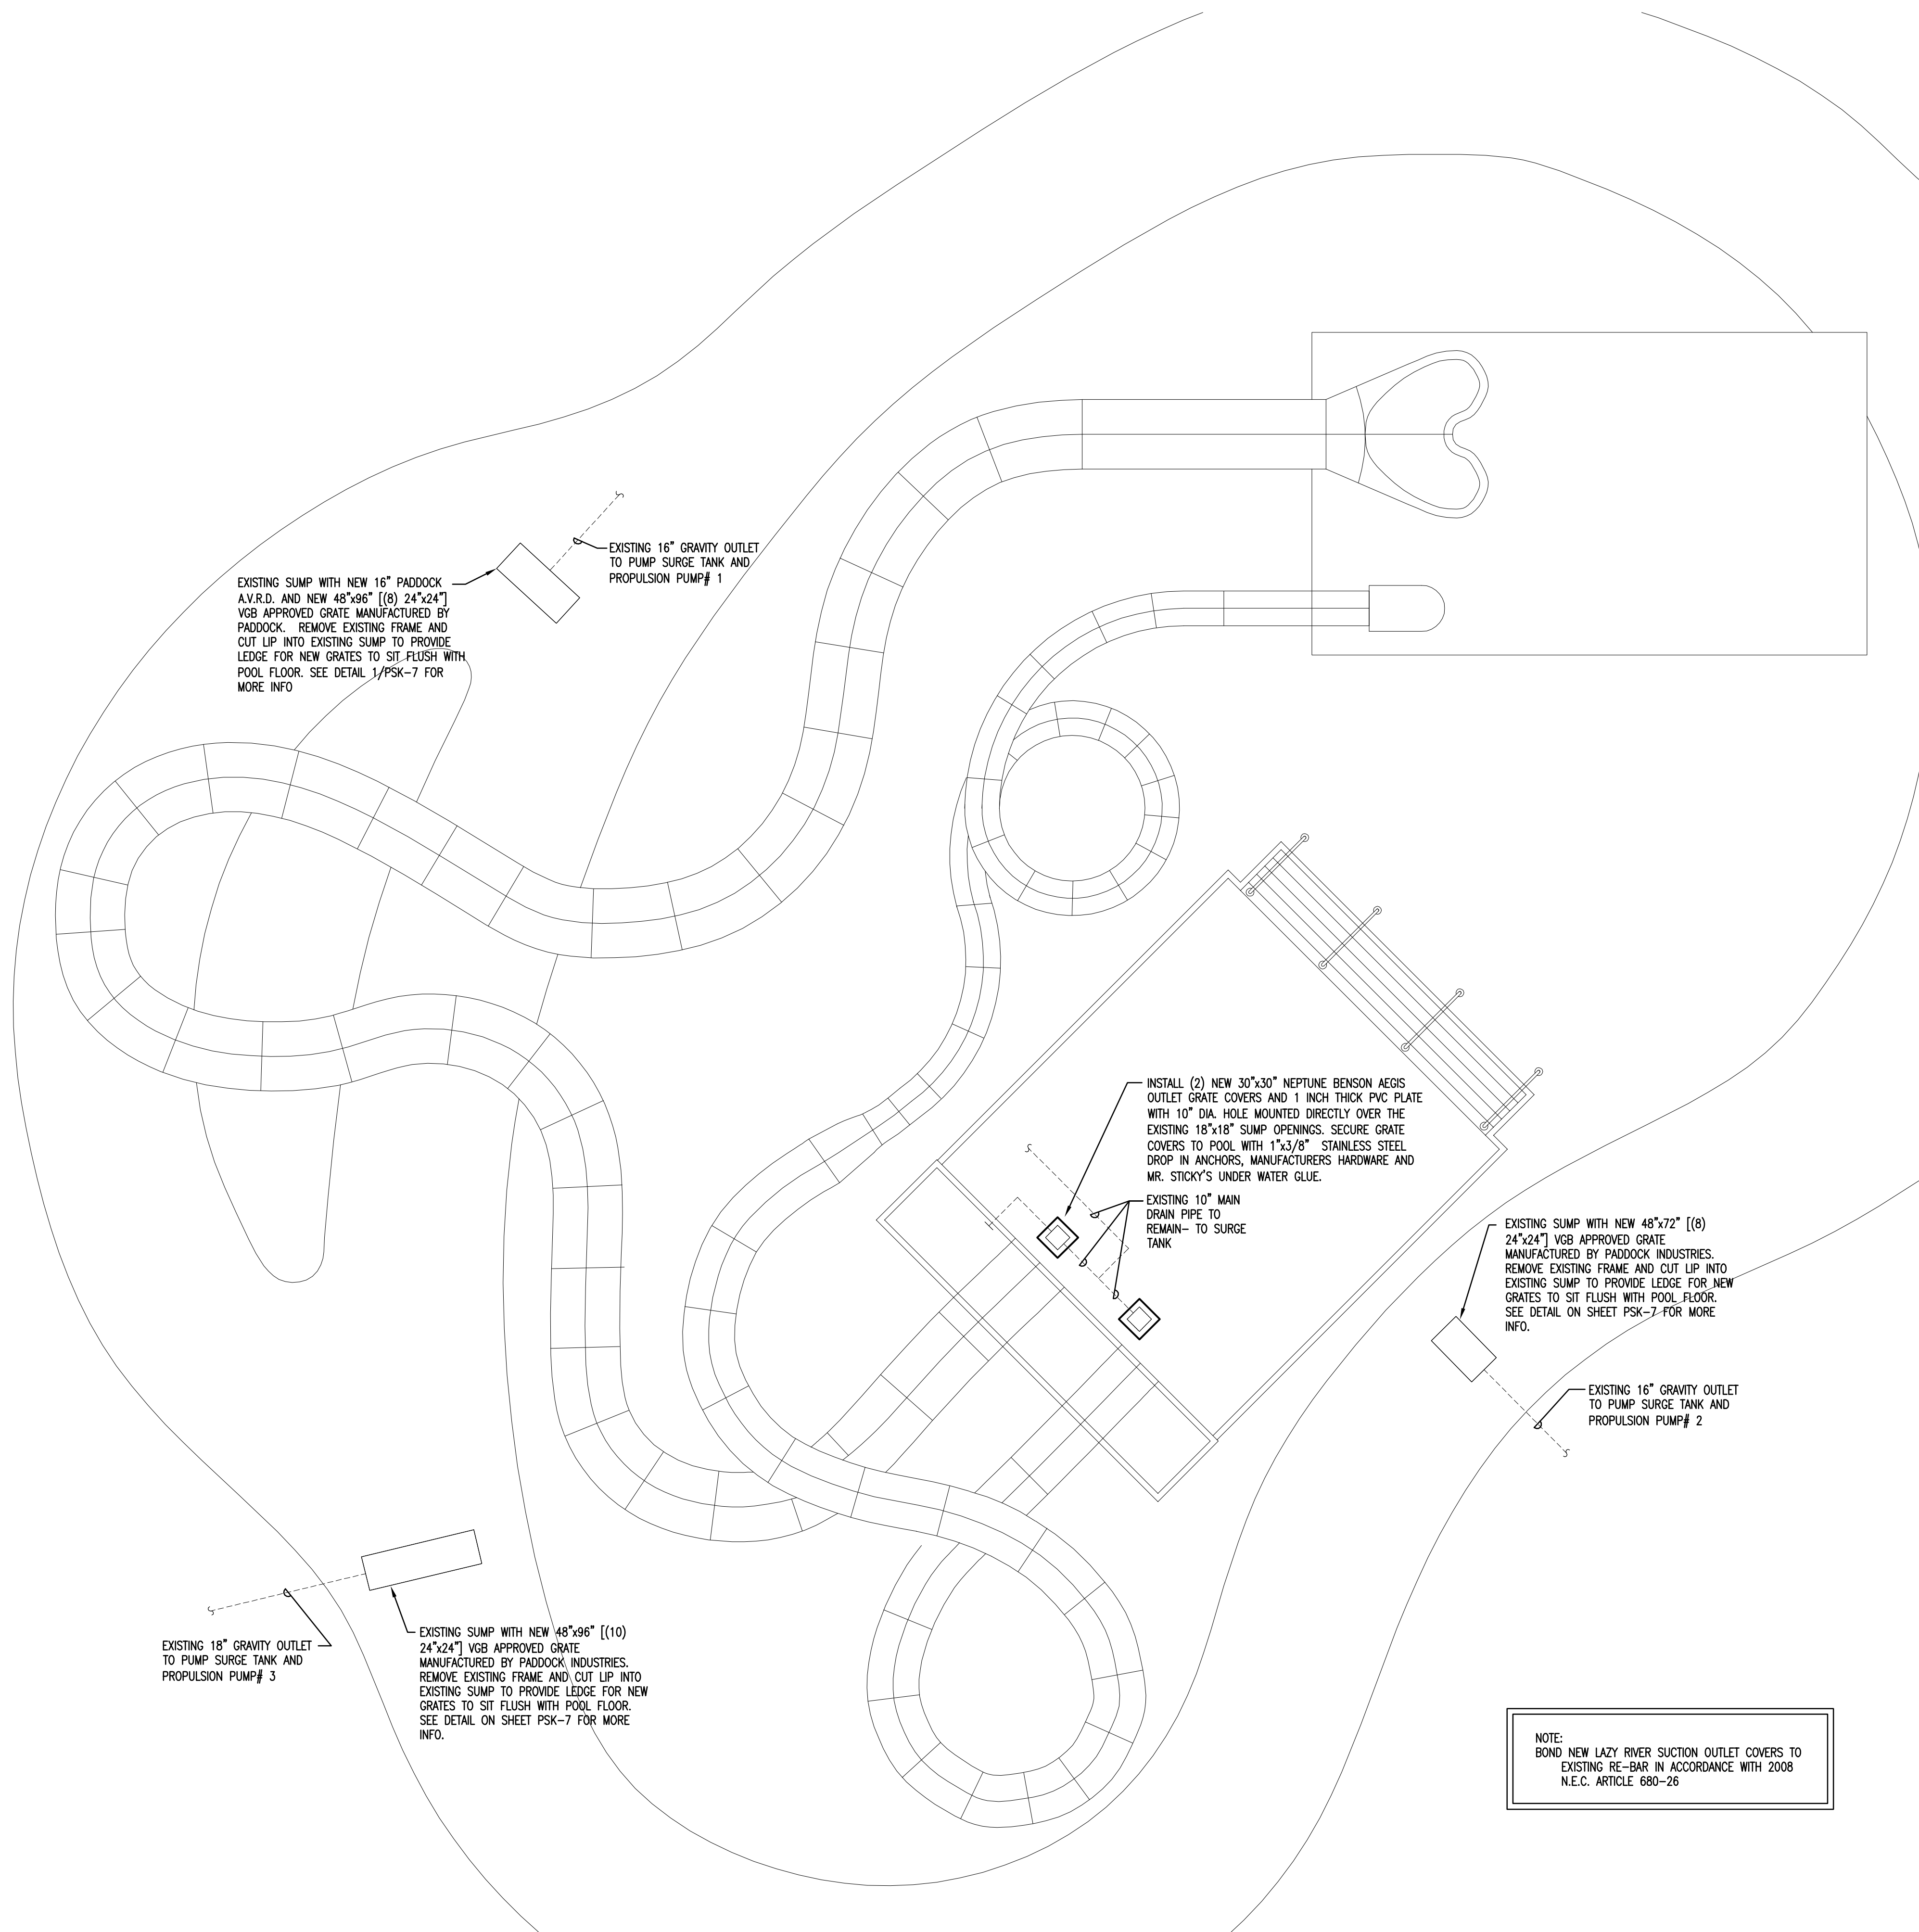 EXISTING 16" GRAVITY OUTLET
TO PUMP SURGE TANK AND
PROPULSION PUMP# 1
EXISTING SUMP WITH NEW 16" PADDOCK
A.V.R.D. AND NEW 48"x96" [(8) 24"x24"]
VGB APPROVED GRATE MANUFACTURED BY
PADDOCK. REMOVE EXISTING FRAME AND
CUT LIP INTO EXISTING SUMP TO PROVIDE
LEDGE FOR NEW GRATES TO SIT FLUSH WITH
POOL FLOOR. SEE DETAIL 1/PSK-7 FOR
MORE INFO
INSTALL (2) NEW 30"x30" NEPTUNE BENSON AEGIS
OUTLET GRATE COVERS AND 1 INCH THICK PVC PLATE
WITH 10" DIA. HOLE MOUNTED DIRECTLY OVER THE
EXISTING 18"x18" SUMP OPENINGS. SECURE GRATE
COVERS TO POOL WITH 1"x3/8" STAINLESS STEEL
DROP IN ANCHORS, MANUFACTURERS HARDWARE AND
MR. STICKY'S UNDER WATER GLUE.
EXISTING 10" MAIN
DRAIN PIPE TO
REMAIN- TO SURGE
TANK
EXISTING SUMP WITH NEW 48"x72" [(8)
24"x24"] VGB APPROVED GRATE
MANUFACTURED BY PADDOCK INDUSTRIES.
REMOVE EXISTING FRAME AND CUT LIP INTO
EXISTING SUMP TO PROVIDE LEDGE FOR NEW
GRATES TO SIT FLUSH WITH POOL FLOOR.
SEE DETAIL ON SHEET PSK-7 FOR MORE
INFO.
EXISTING 16" GRAVITY OUTLET
TO PUMP SURGE TANK AND
PROPULSION PUMP# 2
EXISTING 18" GRAVITY OUTLET
TO PUMP SURGE TANK AND
PROPULSION PUMP# 3
EXISTING SUMP WITH NEW 48"x96" [(10)
24"x24"] VGB APPROVED GRATE
MANUFACTURED BY PADDOCK INDUSTRIES.
REMOVE EXISTING FRAME AND CUT LIP INTO
EXISTING SUMP TO PROVIDE LEDGE FOR NEW
GRATES TO SIT FLUSH WITH POOL FLOOR.
SEE DETAIL ON SHEET PSK-7 FOR MORE
INFO.
NOTE:
BOND NEW LAZY RIVER SUCTION OUTLET COVERS TO
EXISTING RE-BAR IN ACCORDANCE WITH 2008
N.E.C. ARTICLE 680-26